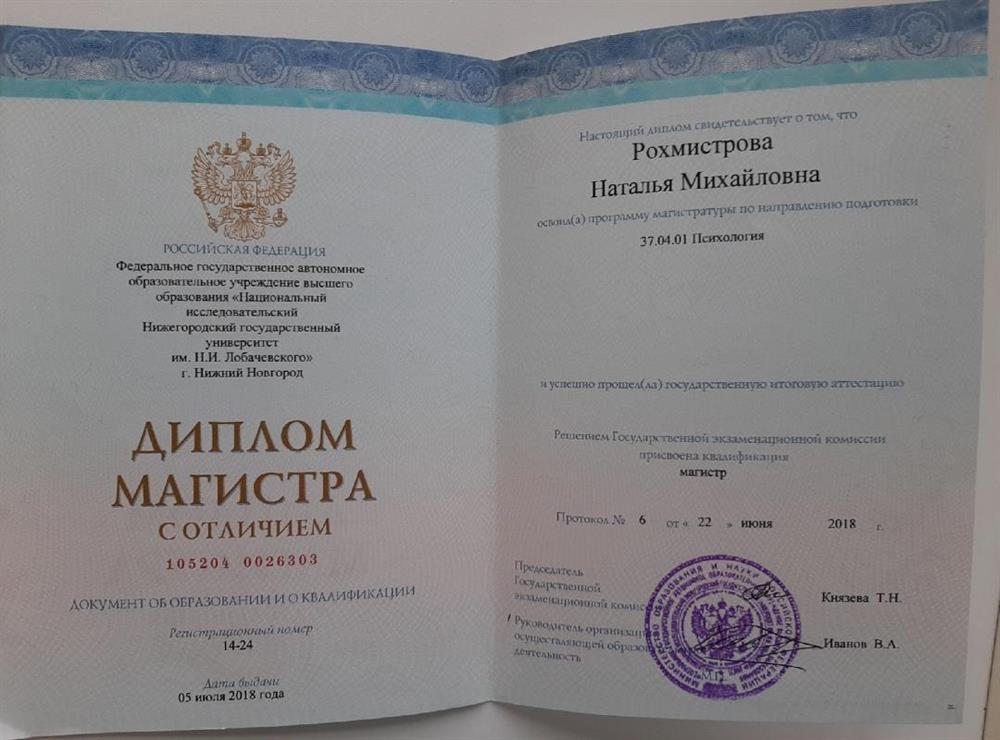 РОССИЙСКАЯ ФЕДЕРАЦИЯ
Федеральное государственное автономное
образовательное учреждение высшего
образования «Национальный
исследовательский
Нижегородский государственный
университет
им. Н.И. Лобачевского»
г. Нижний Новгород
ДИПЛОМ
МАГИСТРА
С ОТЛИЧИЕМ
105204 0026303
ДОКУМЕНТ ОБ ОБРАЗОВАНИИ И О КВАЛИФИКАЦИИ
Регистрационный номер
14-24
Дата выдачи
05 июля 2018 года
Настоящий диплом свидетельствует о том, что
Рохмистрова
Наталья Михайловна
освоил(а) программу магистратуры по направлению подготовки
37.04.01 Психология
и успешно прошел(ла) государственную итоговую аттестацию
Решением Государственной экзаменационной комиссии
присвоена квалификация
магистр
Протокол № 6 от « 22 » июня 2018 г.
Председатель
Государственной
экзаменационной
Князева Т.Н.
Руководитель
осуществляющей
деятельность
Иванов В.А.
М.П.
МИНИСТЕРСТВО ОБРАЗОВАНИЯ И НАУКИ